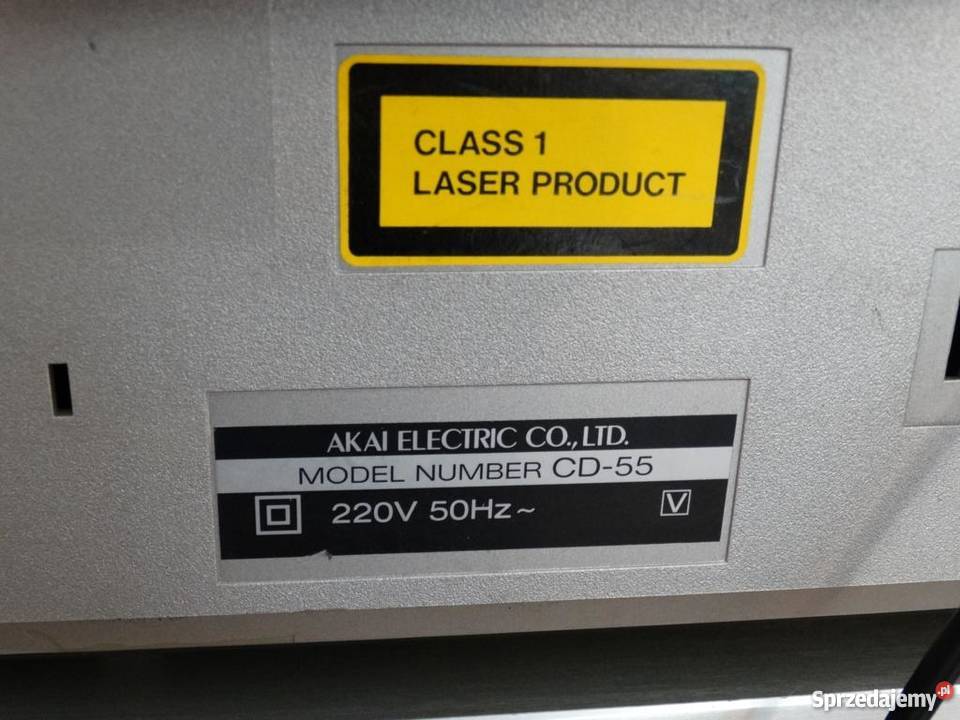 CLASS 1
LASER PRODUCT
AKAI ELECTRIC CO., LTD.
MODEL NUMBER CD-55
220V 50Hz ~
V
Sprzedajemy.pl